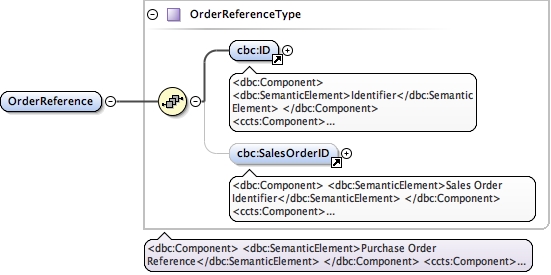 OrderReferenceType
cbc:ID
<dbc:Component>
<dbc:SemanticElement>Identifier</dbc:Semantic
Element> </dbc:Component>
<ccts:Component>...
OrderReference
cbc:SalesOrderID
<dbc:Component> <dbc:SemanticElement>Sales Order
Identifier</dbc:SemanticElement> </dbc:Component>
<ccts:Component>...
<dbc:Component> <dbc:SemanticElement>Purchase Order
Reference</dbc:SemanticElement> </dbc:Component> <ccts:Component>...